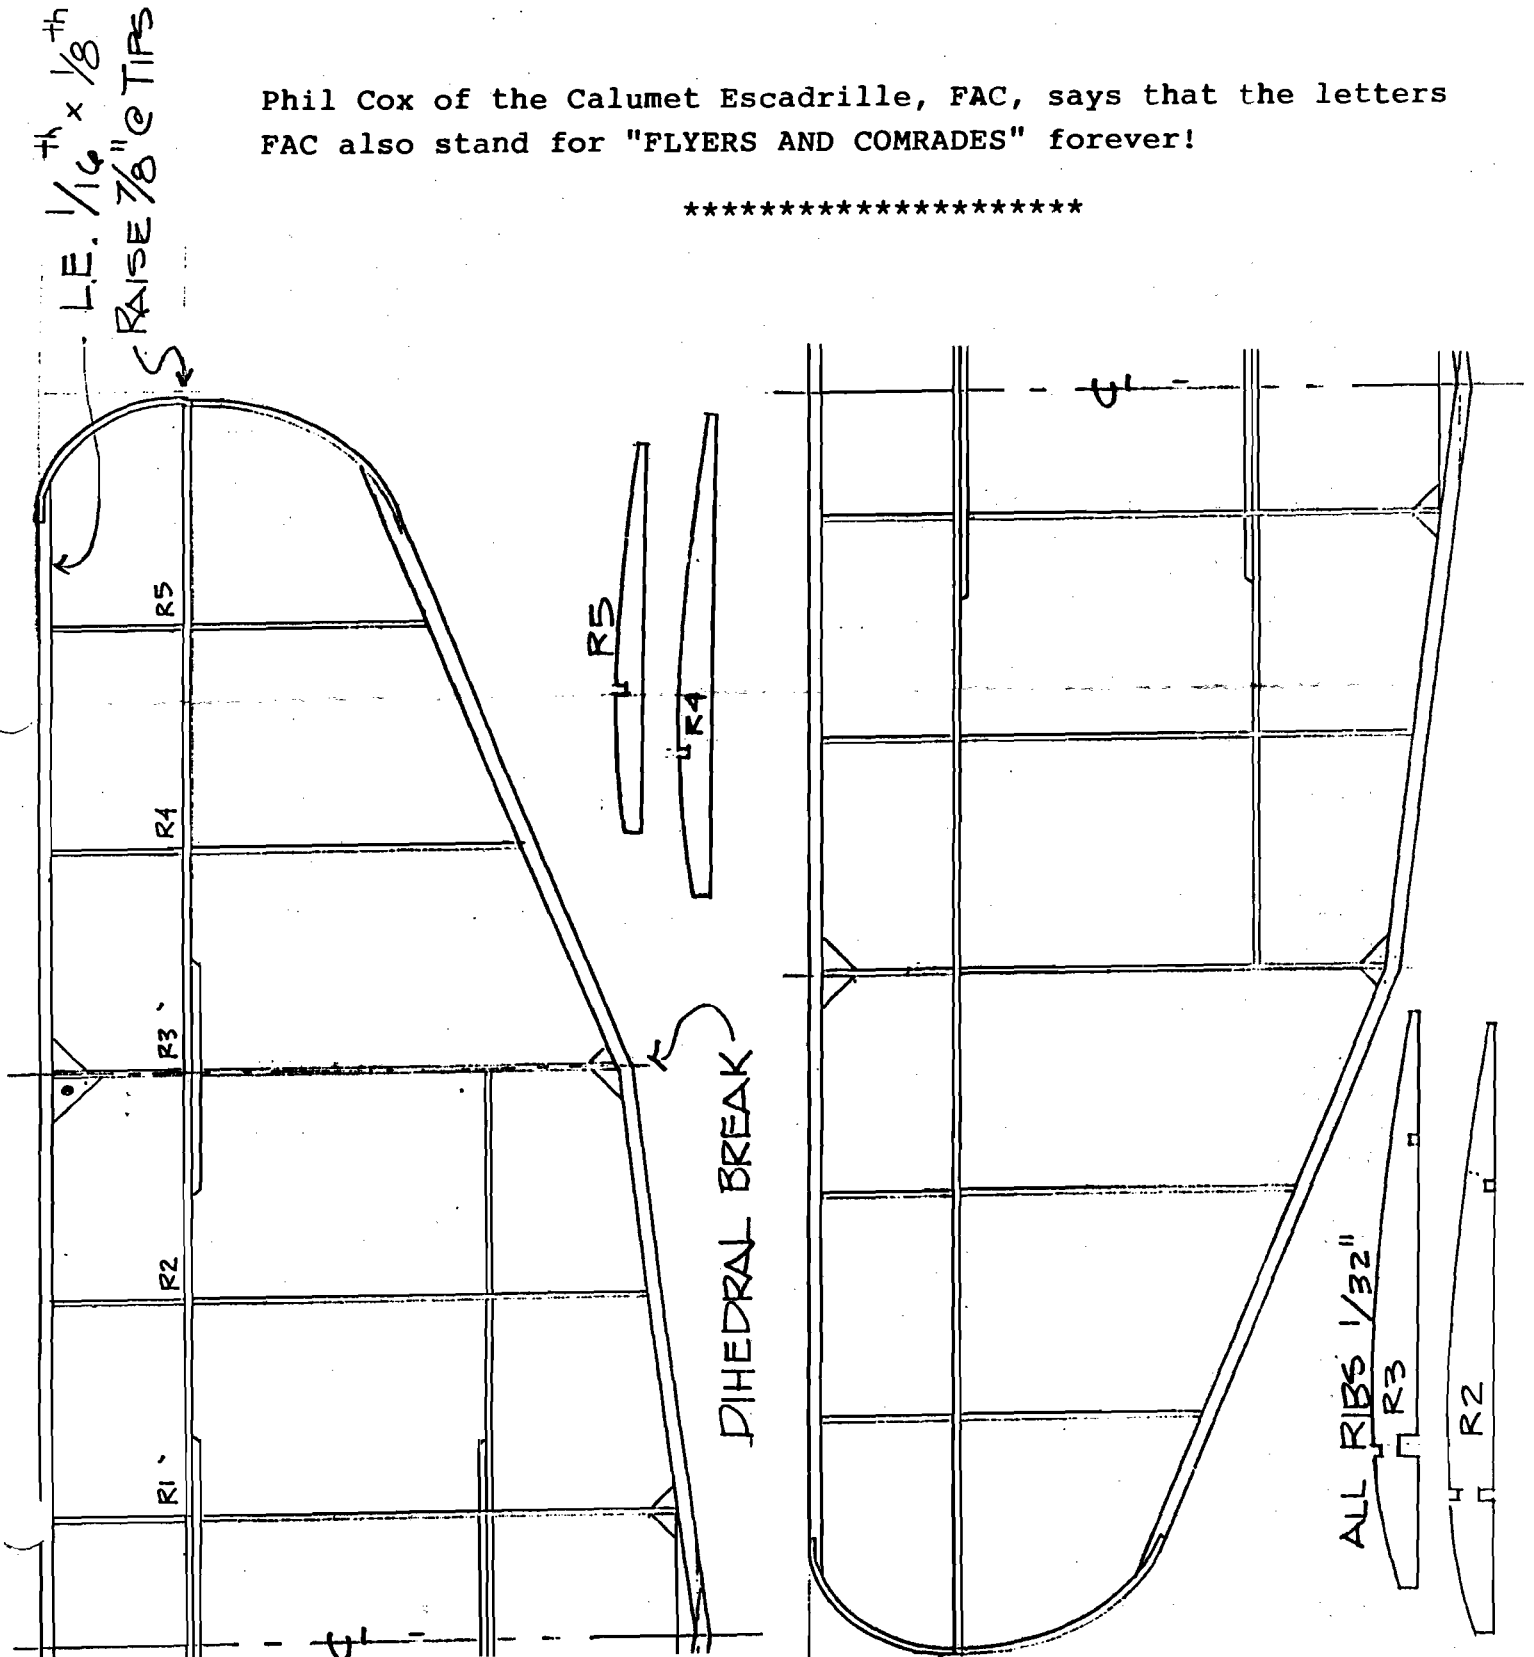 Phil Cox of the Calumet Escadrille, FAC, says that the letters
FAC also stand for "FLYERS AND COMRADES" forever!
*********************
L.E. 1/16th x 1/8th
RAISE 7/8" @ TIPS
R5
R4
R3
R2
R1
R5
R4
DIHEDRAL BREAK
ALL RIBS 1/32"
R3
R2